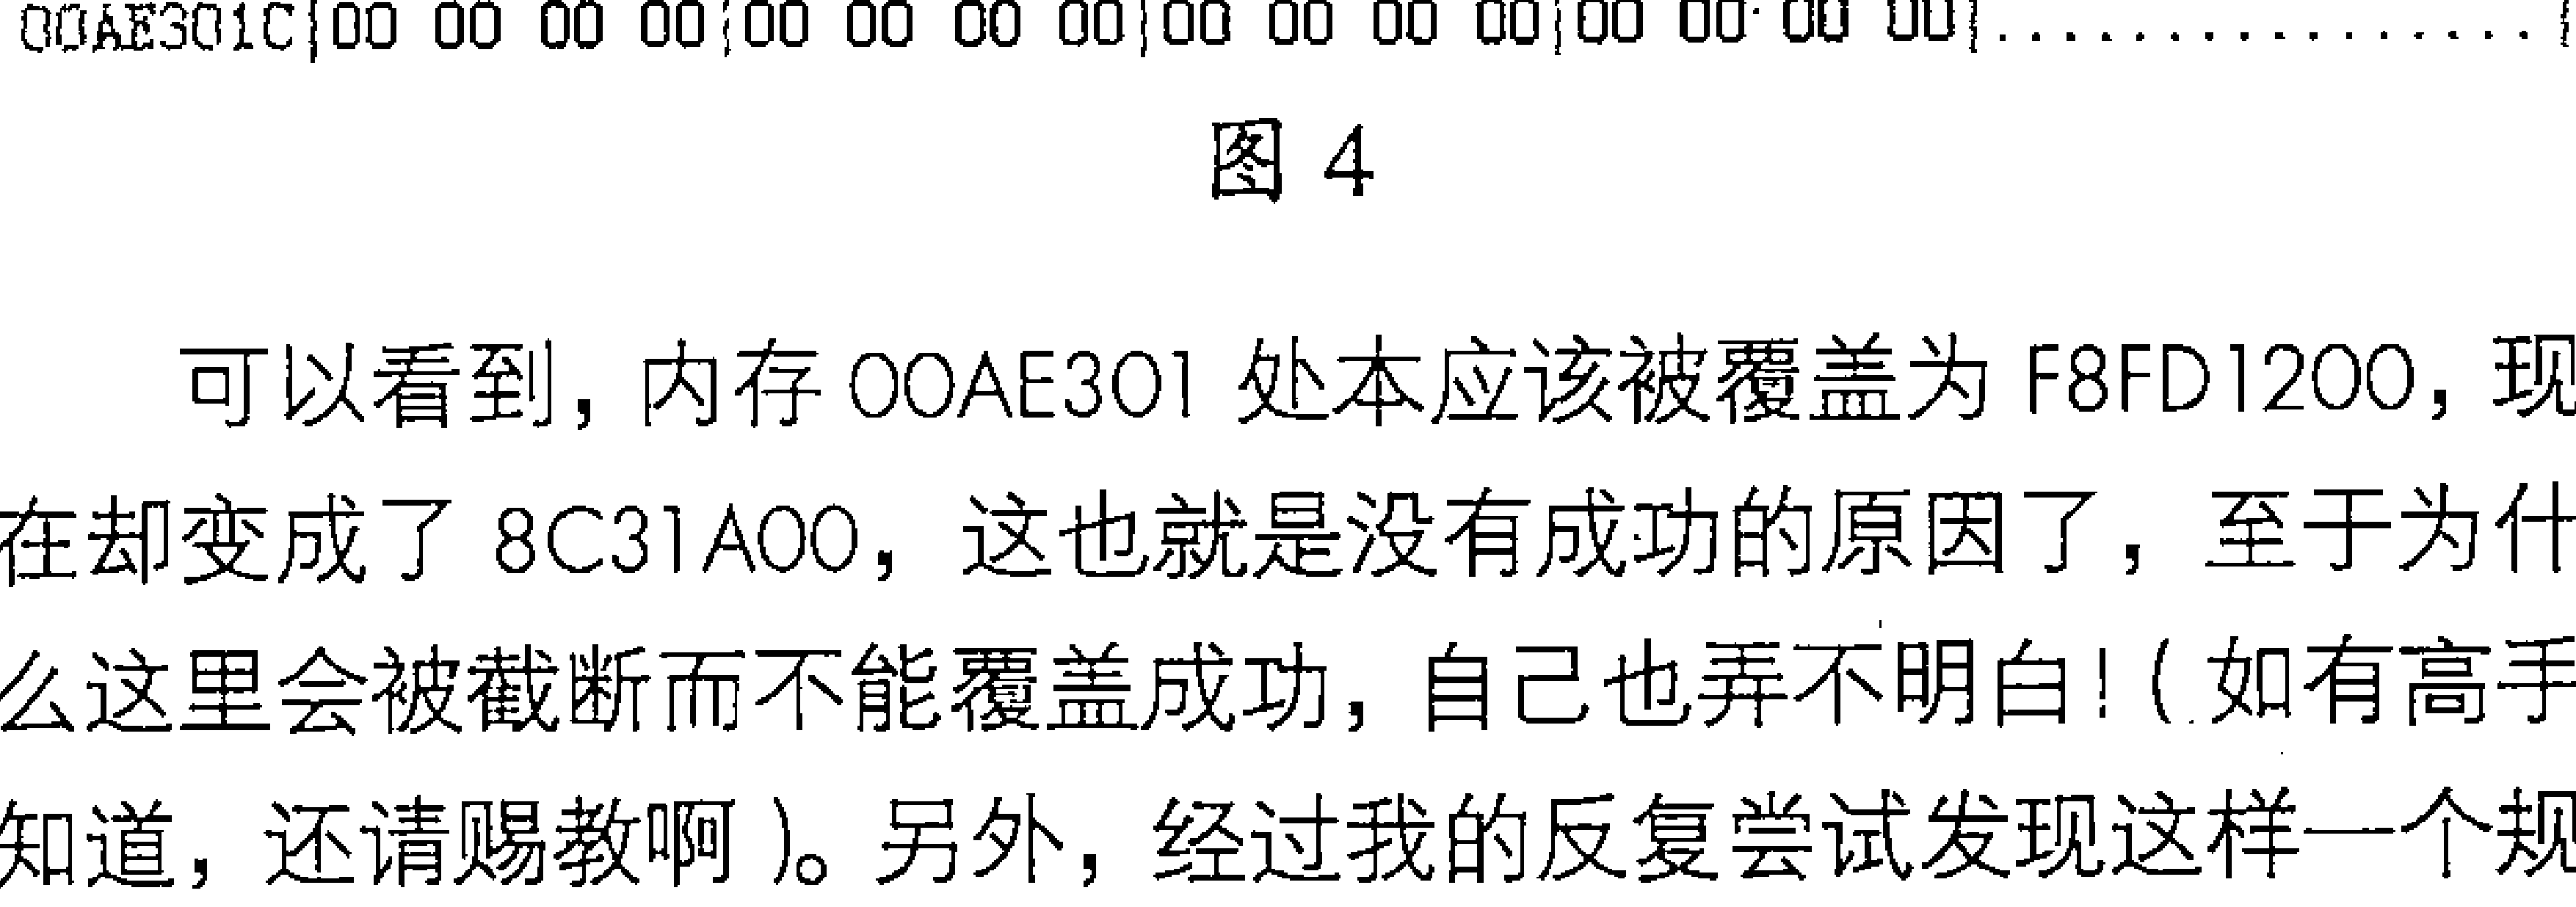 00AE301C|00 00 00 00|00 00 00 00|00 00 00 00|00 00 00 00|................|
图 4
可以看到，内存 00AE301 处本应该被覆盖为 F8FD1200，现
在却变成了 8C31A00，这也就是没有成功的原因了，至于为什
么这里会被截断而不能覆盖成功，自己也弄不明白！（如有高手
知道，还请赐教啊）。另外，经过我的反复尝试发现这样一个规